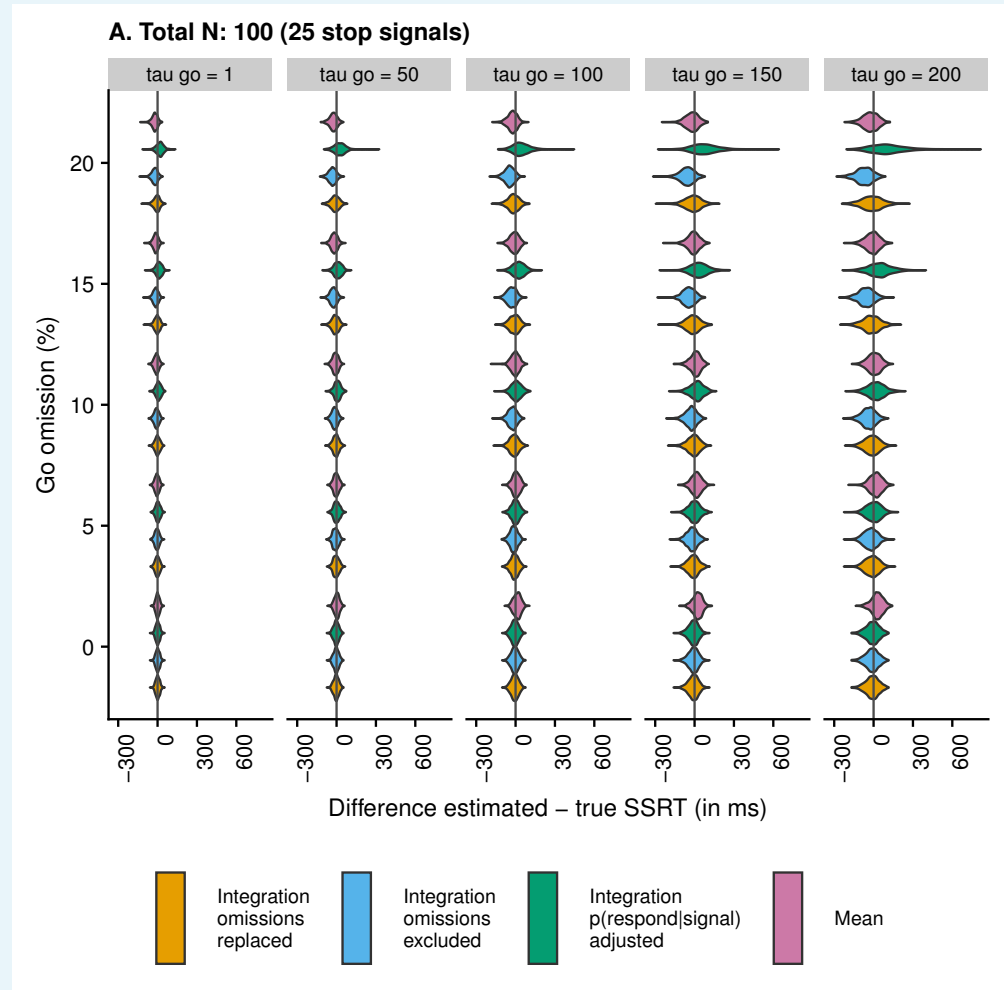 A. Total N: 100 (25 stop signals)
tau go = 1
tau go = 50
tau go = 100
tau go = 150
tau go = 200
Go omission (%)
20
15
10
5
0
−300 0 300 600
−300 0 300 600
−300 0 300 600
−300 0 300 600
−300 0 300 600
Difference estimated − true SSRT (in ms)
Integration
omissions
replaced
Integration
omissions
excluded
Integration
p(respond|signal)
adjusted
Mean